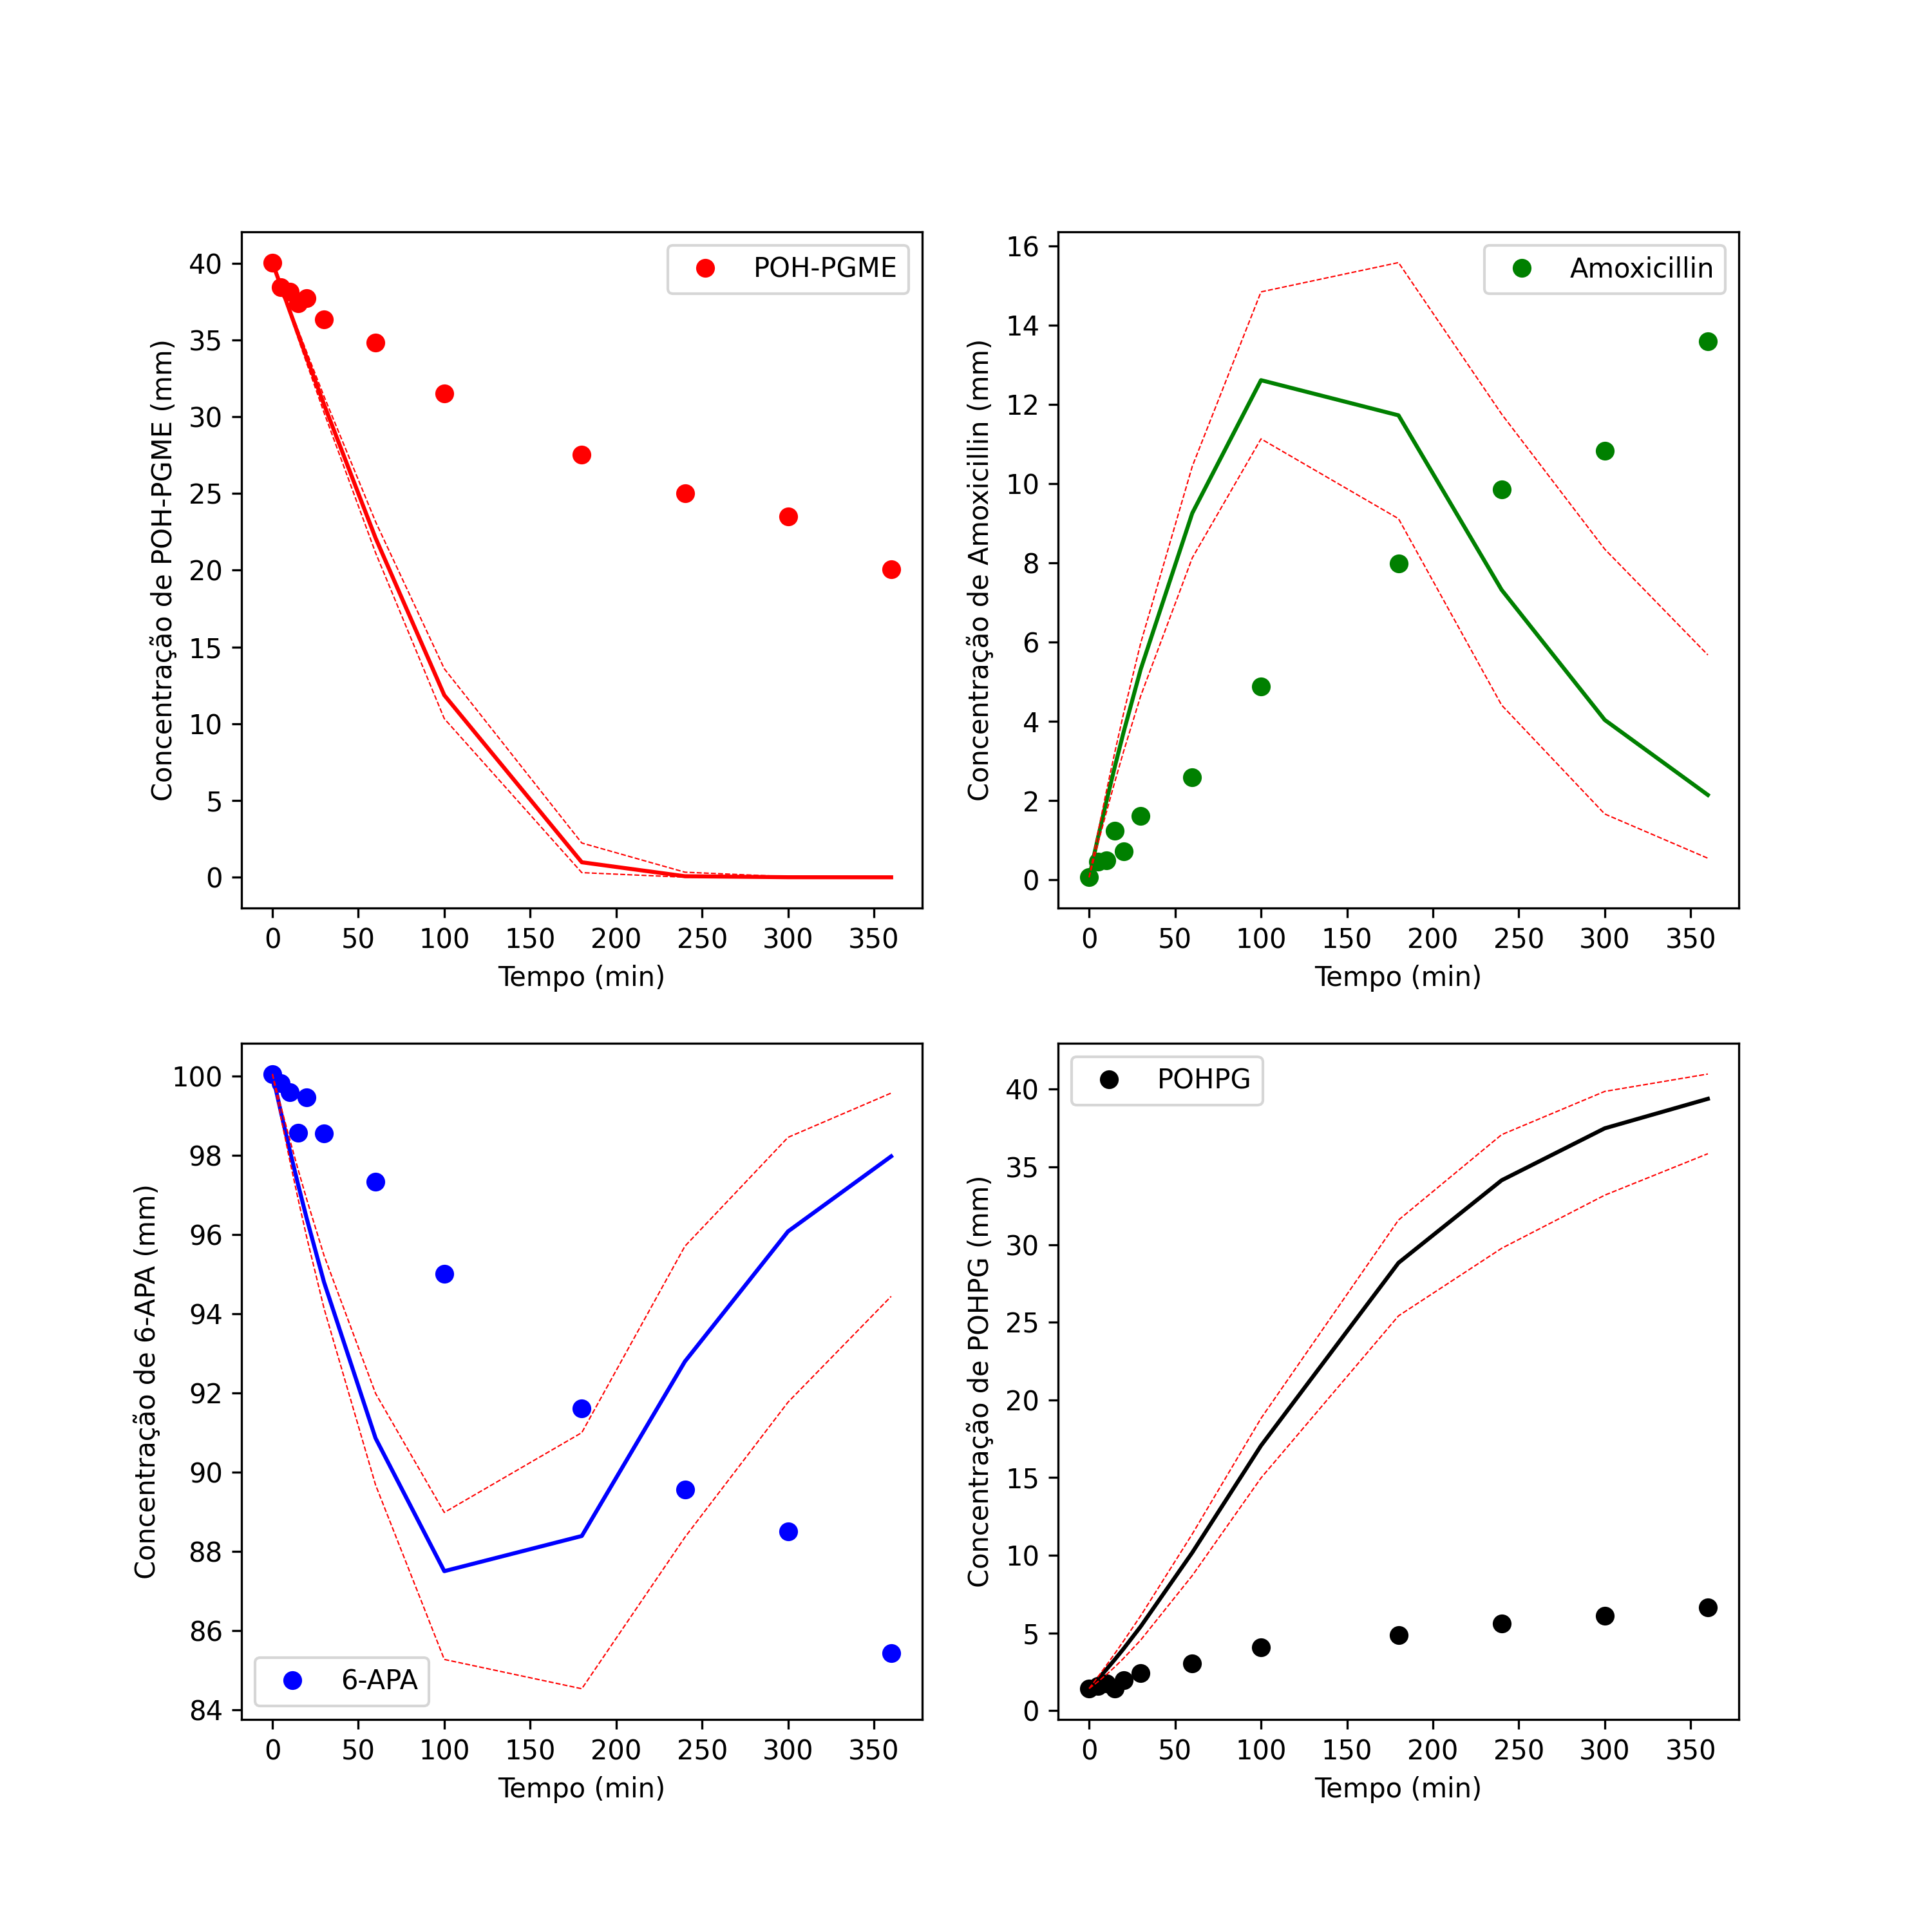 POH-PGME
40
35
30
25
20
15
10
5
0
Concentração de POH-PGME (mm)
0 50 100 150 200 250 300 350
Tempo (min)
Amoxicillin
16
14
12
10
8
6
4
2
0
Concentração de Amoxicillin (mm)
0 50 100 150 200 250 300 350
Tempo (min)
100
98
96
94
92
90
88
86
84
Concentração de 6-APA (mm)
6-APA
0 50 100 150 200 250 300 350
Tempo (min)
POHPG
40
35
30
25
20
15
10
5
0
Concentração de POHPG (mm)
0 50 100 150 200 250 300 350
Tempo (min)